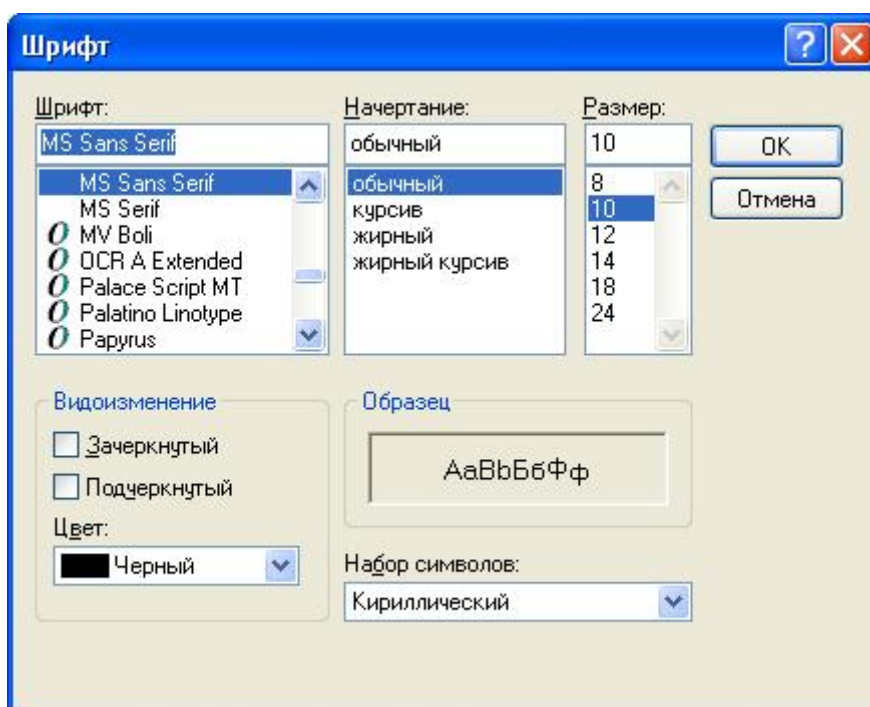 Шрифт
Шрифт:
MS Sans Serif
MS Sans Serif
MS Serif
MV Boli
OCR A Extended
Palace Script MT
Palatino Linotype
Papyrus
Начертание:
обычный
обычный
курсив
жирный
жирный курсив
Размер:
10
8
10
12
14
18
24
OK
Отмена
Видоизменение
Зачеркнутый
Подчеркнутый
Цвет:
Черный
Образец
АаBbБбФф
Набор символов:
Кириллический